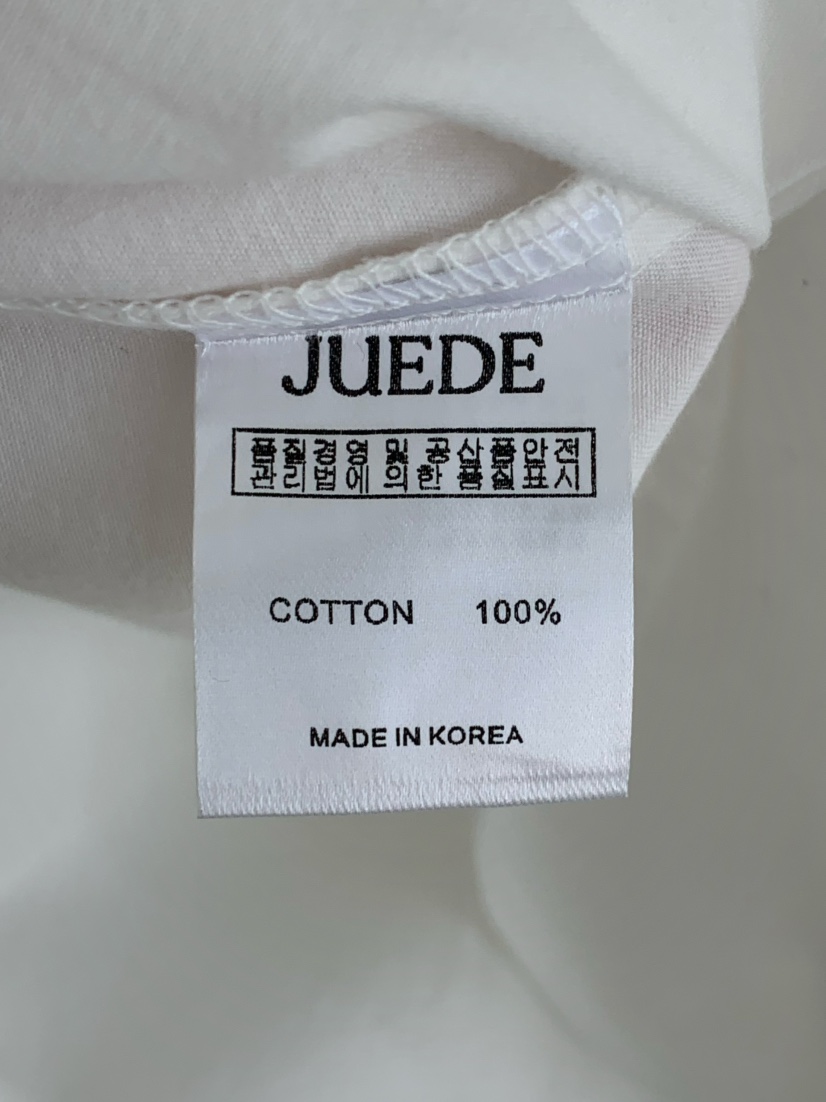 JUEDE
품질경영 및 공산품안전
관리법에 의한 품질표시
COTTON 100%
MADE IN KOREA